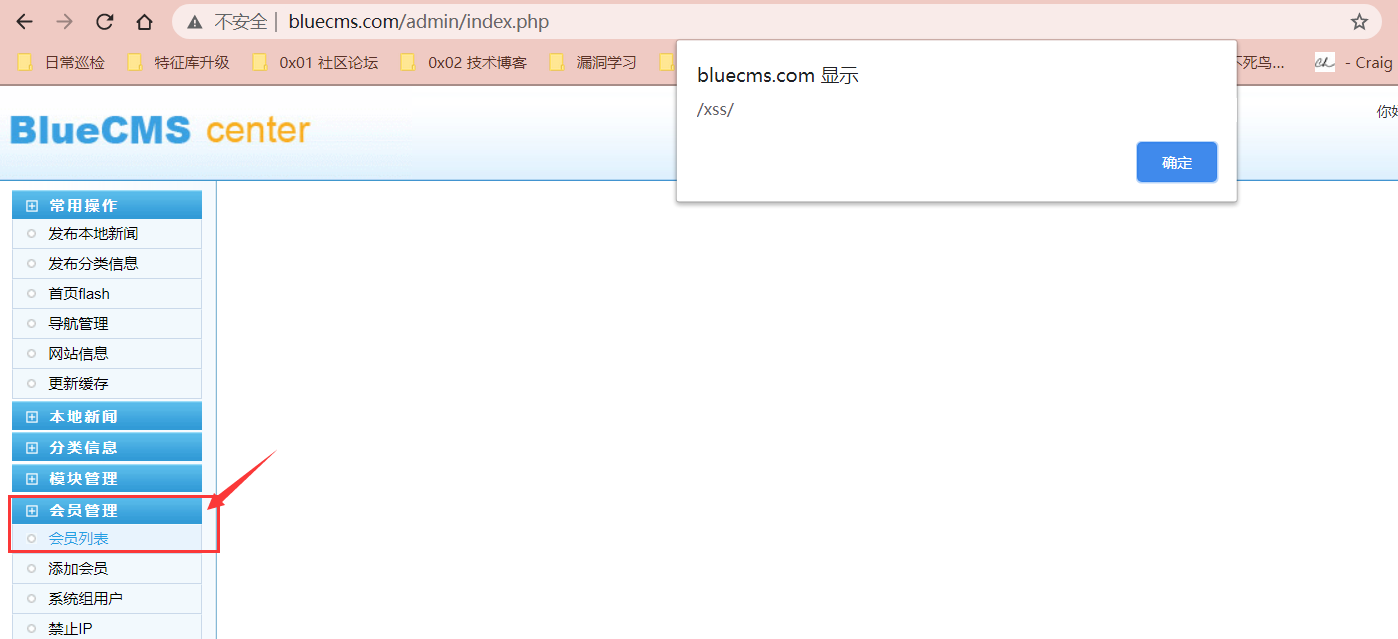 不安全 | bluecms.com/admin/index.php
日常巡检 特征库升级 0x01 社区论坛 0x02 技术博客 漏洞学习 不死鸟... - Craig
bluecms.com 显示
/xss/
确定
BlueCMS center
你好
常用操作
发布本地新闻
发布分类信息
首页flash
导航管理
网站信息
更新缓存
本地新闻
分类信息
模块管理
会员管理
会员列表
添加会员
系统组用户
禁止IP